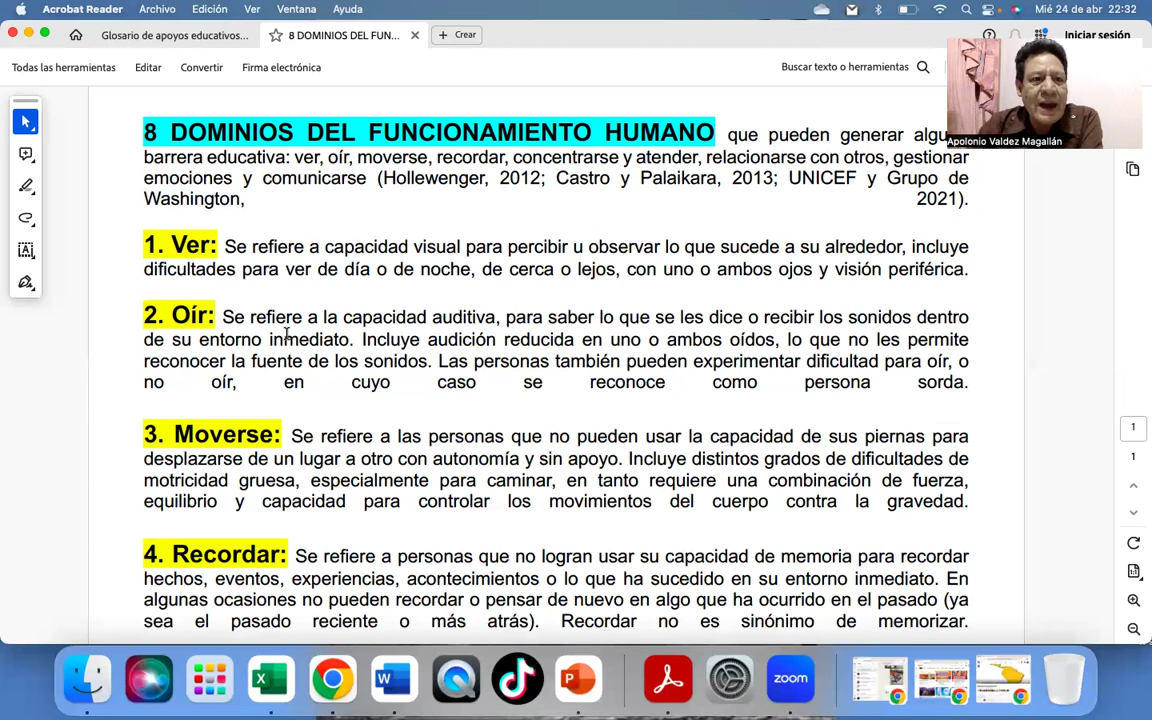 Acrobat Reader Archivo Edición Ver Ventana Ayuda Mié 24 de abr 22:32
Glosario de apoyos educativos... 8 DOMINIOS DEL FUN... Crear Iniciar sesión
Todas las herramientas Editar Convertir Firma electrónica Buscar texto o herramientas
Apolonio Valdez Magallán
8 DOMINIOS DEL FUNCIONAMIENTO HUMANO que pueden generar
barrera educativa: ver, oír, moverse, recordar, concentrarse y atender, relacionarse con otros, gestionar
emociones y comunicarse (Hollewenger, 2012; Castro y Palaikara, 2013; UNICEF y Grupo de
Washington, 2021).
1. Ver: Se refiere a capacidad visual para percibir u observar lo que sucede a su alrededor, incluye
dificultades para ver de día o de noche, de cerca o lejos, con uno o ambos ojos y visión periférica.
2. Oír: Se refiere a la capacidad auditiva, para saber lo que se les dice o recibir los sonidos dentro
de su entorno inmediato. Incluye audición reducida en uno o ambos oídos, lo que no les permite
reconocer la fuente de los sonidos. Las personas también pueden experimentar dificultad para oír, o
no oír, en cuyo caso se reconoce como persona sorda.
3. Moverse: Se refiere a las personas que no pueden usar la capacidad de sus piernas para
desplazarse de un lugar a otro con autonomía y sin apoyo. Incluye distintos grados de dificultades de
motricidad gruesa, especialmente para caminar, en tanto requiere una combinación de fuerza,
equilibrio y capacidad para controlar los movimientos del cuerpo contra la gravedad.
4. Recordar: Se refiere a personas que no logran usar su capacidad de memoria para recordar
hechos, eventos, experiencias, acontecimientos o lo que ha sucedido en su entorno inmediato. En
algunas ocasiones no pueden recordar o pensar de nuevo en algo que ha ocurrido en el pasado (ya
sea el pasado reciente o más atrás). Recordar no es sinónimo de memorizar.
1
1
zoom